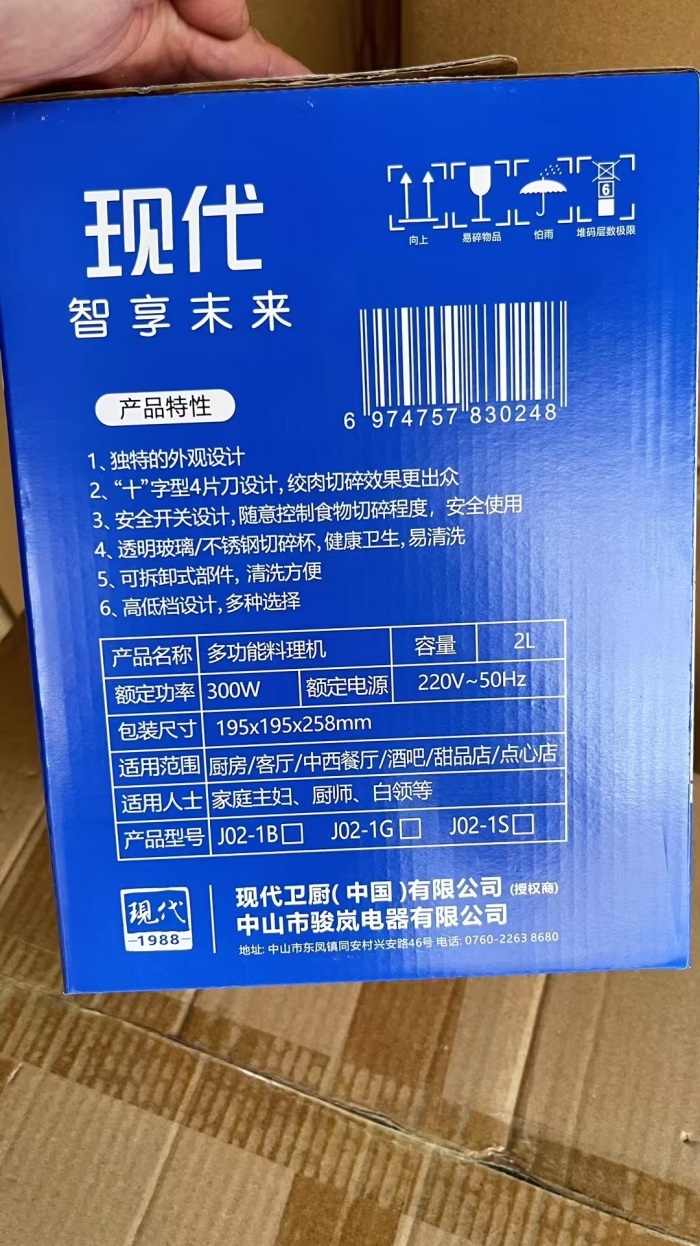 现代
智享未来
6
向上
易碎物品
怕雨
堆码层数极限
6 974757 830248
产品特性
1、独特的外观设计
2、“十”字型4片刀设计,绞肉切碎效果更出众
3、安全开关设计,随意控制食物切碎程度，安全使用
4、透明玻璃/不锈钢切碎杯,健康卫生,易清洗
5、可拆卸式部件, 清洗方便
6、高低档设计,多种选择
产品名称 多功能料理机 容量 2L
额定功率 300W 额定电源 220V~50Hz
包装尺寸 195x195x258mm
适用范围 厨房/客厅/中西餐厅/酒吧/甜品店/点心店
适用人士 家庭主妇、厨师、白领等
产品型号 J02-1B□ J02-1G□ J02-1S□
現代
1988
现代卫厨(中国)有限公司 (授权商)
中山市骏岚电器有限公司
地址: 中山市东凤镇同安村兴安路46号 电话: 0760-2263 8680